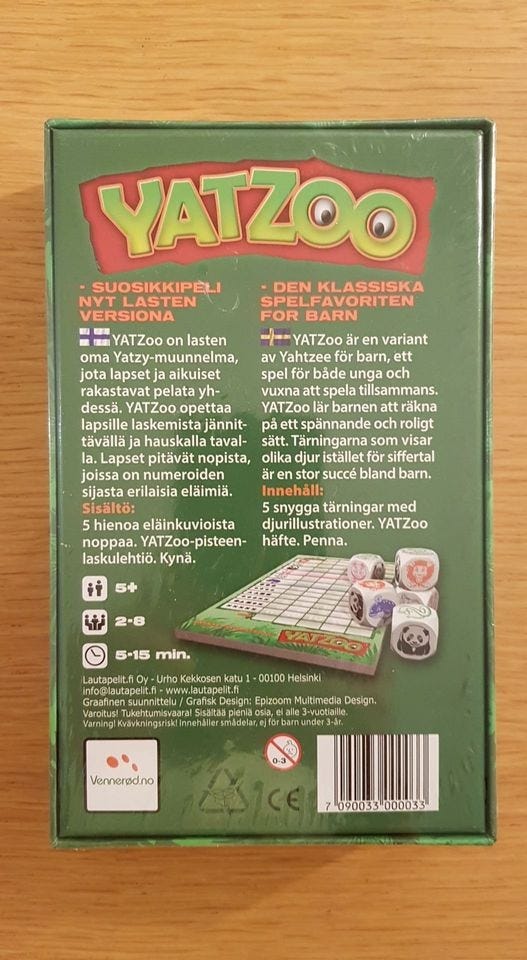 YATZOO
- SUOSIKKIPELI
NYT LASTEN
VERSIONA
YATZoo on lasten
oma Yatzy-muunnelma,
jota lapset ja aikuiset
rakastavat pelata yh-
dessä. YATZoo opettaa
lapsille laskemista jännit-
tävällä ja hauskalla taval-
la. Lapset pitävät nopista,
joissa on numeroiden
sijasta erilaisia eläimiä.
Sisältö:
5 hienoa eläinkuvioista
noppaa. YATZoo-pisteen-
laskulehtiö. Kynä.
- DEN KLASSISKA
SPELFAVORITEN
FÖR BARN
YATZoo är en variant
av Yahtzee för barn, ett
spel för både unga och
vuxna att spela tillsammans.
YATZoo lär barnen att räkna
på ett spännande och roligt
sätt. Tärningarna som visar
olika djur istället för siffertal
är en stor succé bland barn.
Innehåll:
5 snygga tärningar med
djurillustrationer. YATZoo
häfte. Penna.
YATZOO
5+
2-8
5-15 min.
Lautapelit.fi Oy - Urho Kekkosen katu 1 - 00100 Helsinki
info@lautapelit.fi - www.lautapelit.fi
Graafinen suunnittelu / Grafisk Design: Epizoom Multimedia Design.
Varoitus! Tukehtumisvaara! Sisältää pieniä osia, ei alle 3-vuotiaille.
Varning! Kvävkningsrisk! Innehåller smådelar, ej för barn under 3-år.
Vennerød.no
0-3
CE
7 090033 000033